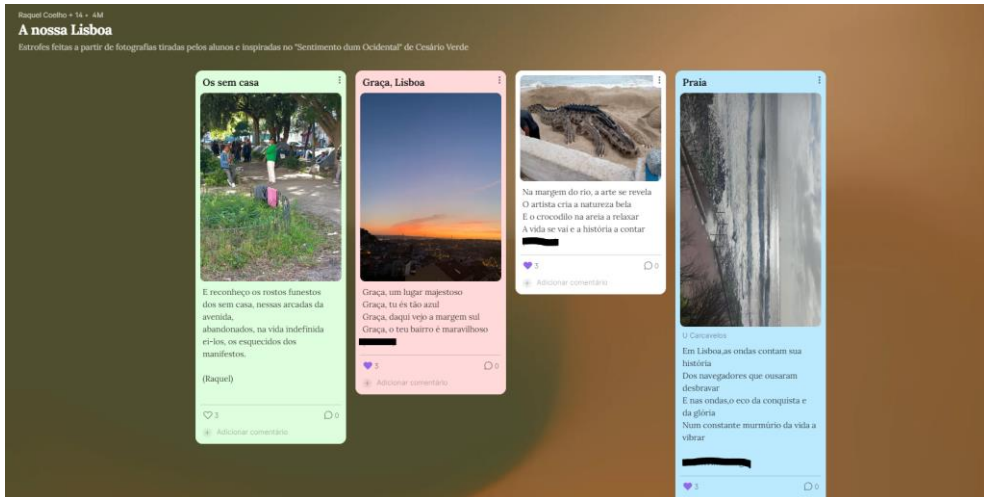 Raquel Coelho + 14 • 4M
A nossa Lisboa
Estrofes feitas a partir de fotografias tiradas pelos alunos e inspiradas no "Sentimento dum Ocidental" de Cesário Verde
Os sem casa
E reconheço os rostos funestos
dos sem casa, nessas arcadas da
avenida,
abandonados, na vida indefinida
ei-los, os esquecidos dos
manifestos.
(Raquel)
3
0
Adicionar comentário
Graça, Lisboa
Graça, um lugar majestoso
Graça, tu és tão azul
Graça, daqui vejo a margem sul
Graça, o teu bairro é maravilhoso
3
0
Adicionar comentário
Na margem do rio, a arte se revela
O artista cria a natureza bela
E o crocodilo na areia a relaxar
A vida se vai e a história a contar
3
0
Adicionar comentário
Praia
U Carcavelos
Em Lisboa,as ondas contam sua
história
Dos navegadores que ousaram
desbravar
E nas ondas,o eco da conquista e
da glória
Num constante murmúrio da vida a
vibrar
3
0